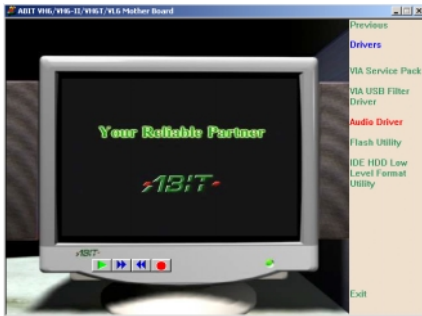 ABIT VH6/VH6-II/VH6T/VL6 Mother Board
Previous
Drivers
VIA Service Pack
VIA USB Filter
Driver
Audio Driver
Flash Utility
IDE HDD Low
Level Format
Utility
Your Reliable Partner
ABIT
ABIT
Exit